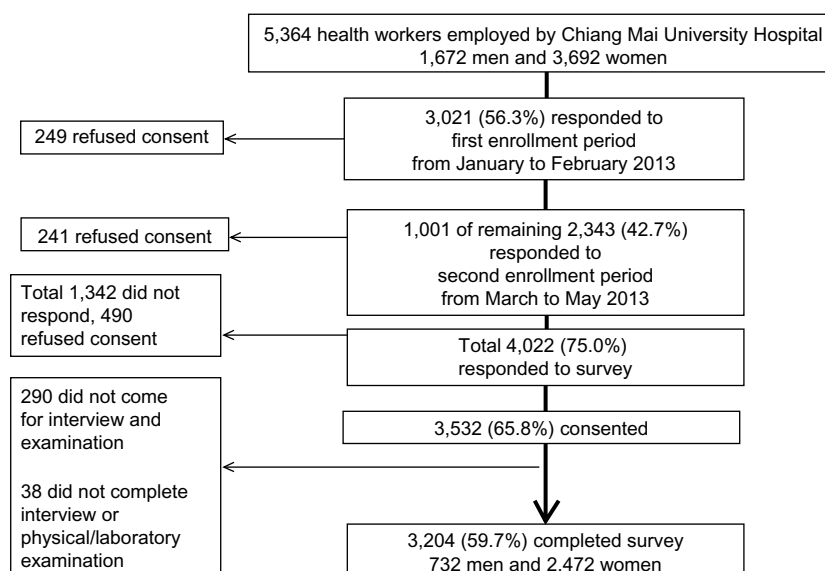 5,364 health workers employed by Chiang Mai University Hospital
1,672 men and 3,692 women
3,021 (56.3%) responded to
first enrollment period
from January to February 2013
249 refused consent
1,001 of remaining 2,343 (42.7%)
responded to
second enrollment period
from March to May 2013
241 refused consent
Total 1,342 did not
respond, 490
refused consent
Total 4,022 (75.0%)
responded to survey
290 did not come
for interview and
examination
38 did not complete
interview or
physical/laboratory
examination
3,532 (65.8%) consented
3,204 (59.7%) completed survey
732 men and 2,472 women